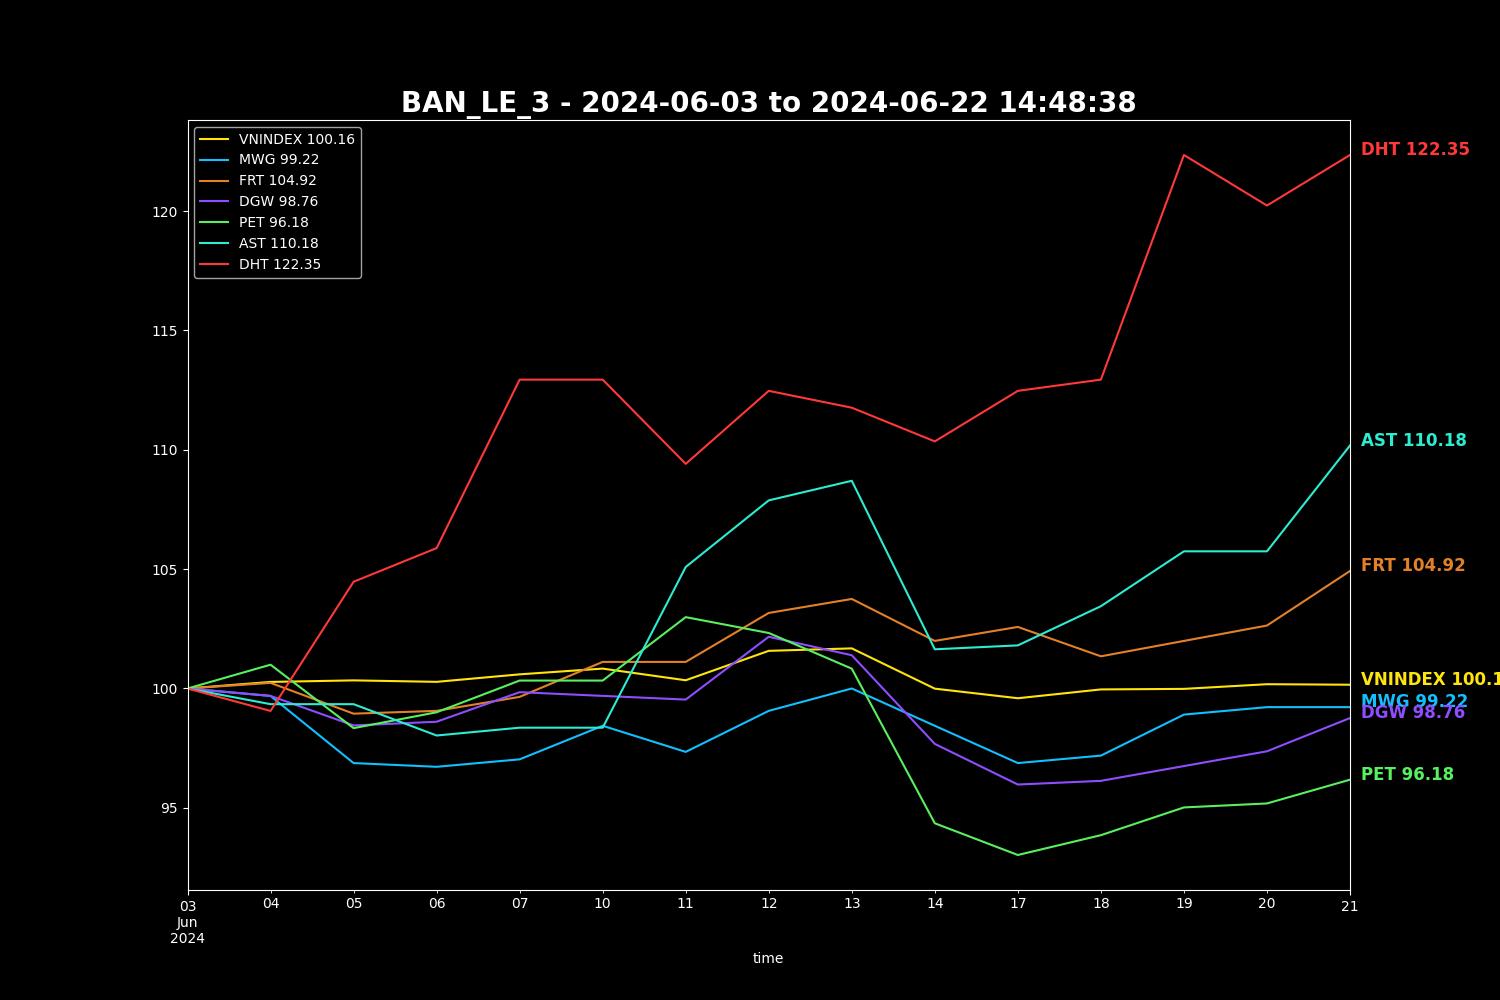 BAN_LE_3 - 2024-06-03 to 2024-06-22 14:48:38
VNINDEX 100.16
MWG 99.22
FRT 104.92
DGW 98.76
PET 96.18
AST 110.18
DHT 122.35
120
115
110
105
100
95
DHT 122.35
AST 110.18
FRT 104.92
VNINDEX 100.1
MWG 99.22
DGW 98.76
PET 96.18
03 04 05 06 07 10 11 12 13 14 17 18 19 20 21
Jun
2024
time